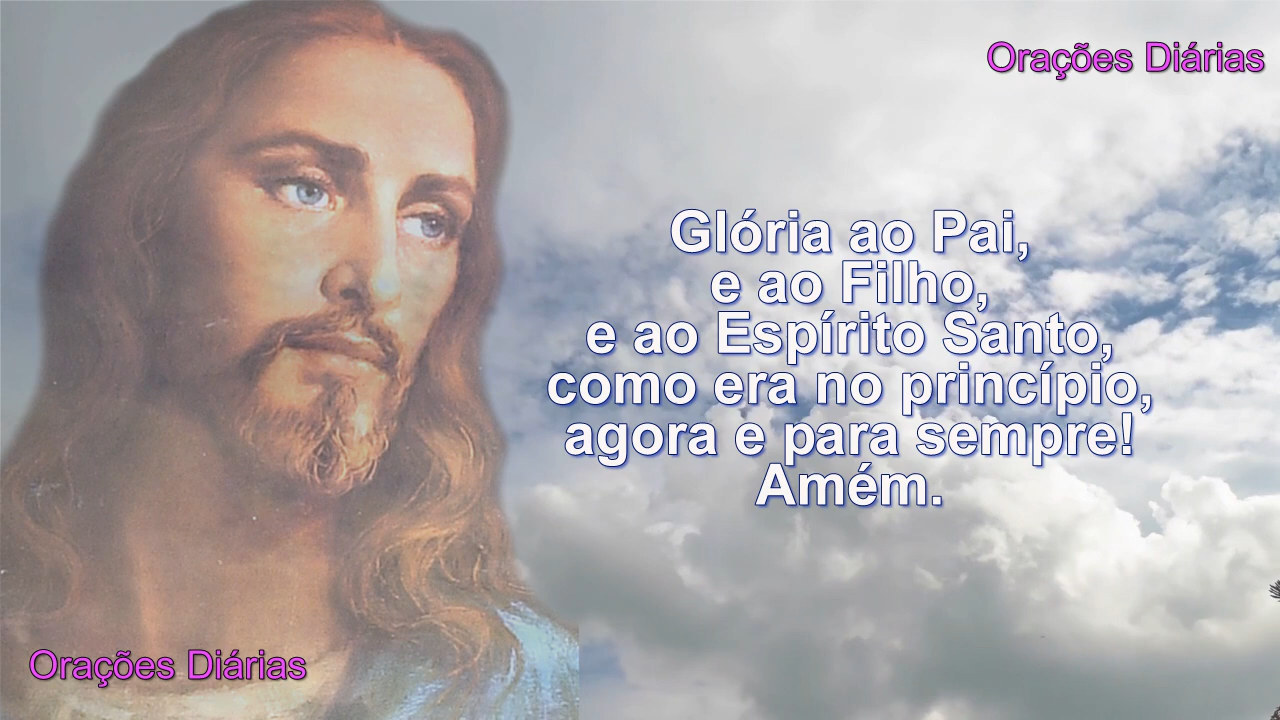 Orações Diárias
Glória ao Pai,
e ao Filho,
e ao Espírito Santo,
como era no princípio,
agora e para sempre!
Amém.
Orações Diárias